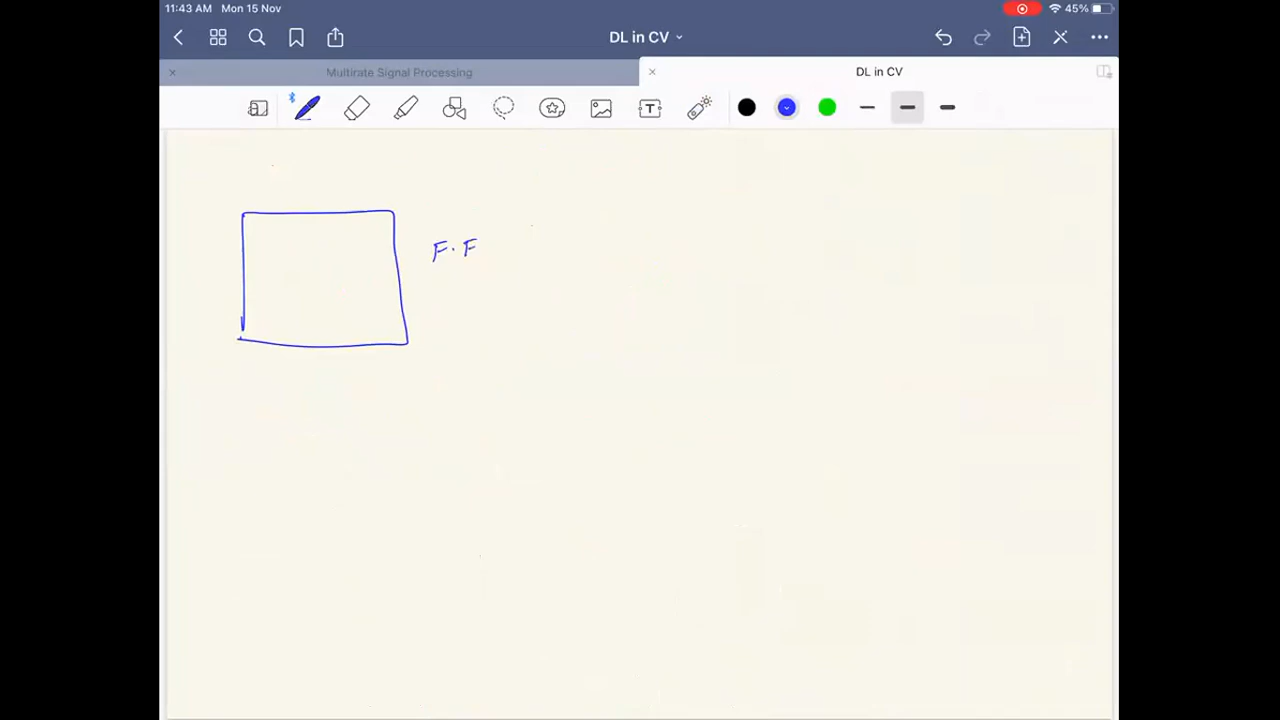 11:43 AM Mon 15 Nov
45%
DL in CV
Multirate Signal Processing
DL in CV
T
F.F